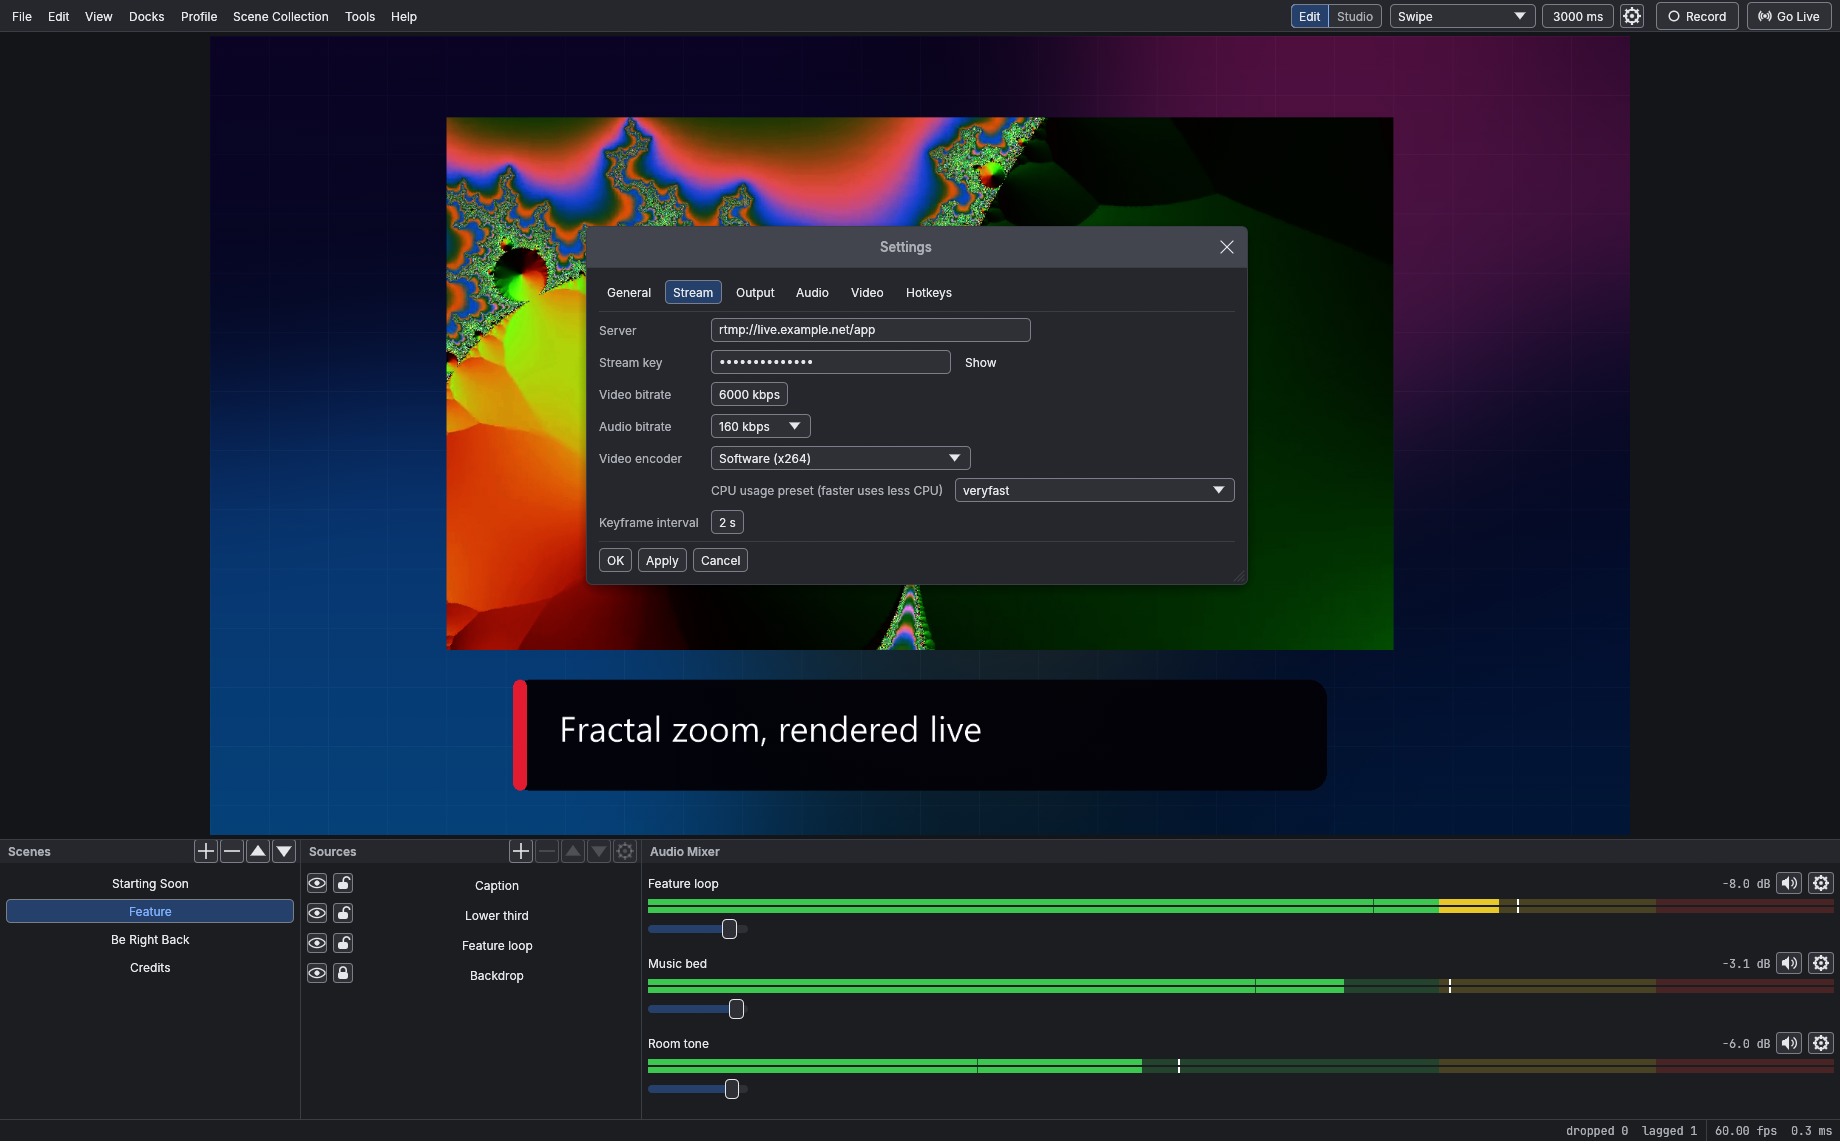 File Edit View Docks Profile Scene Collection Tools Help Edit Studio Swipe 3000 ms Record Go Live
Settings
General Stream Output Audio Video Hotkeys
Server rtmp://live.example.net/app
Stream key •••••••••••••• Show
Video bitrate 6000 kbps
Audio bitrate 160 kbps
Video encoder Software (x264)
CPU usage preset (faster uses less CPU) veryfast
Keyframe interval 2 s
OK Apply Cancel
Fractal zoom, rendered live
Scenes
Starting Soon
Feature
Be Right Back
Credits
Sources
Caption
Lower third
Feature loop
Backdrop
Audio Mixer
Feature loop -8.0 dB
Music bed -3.1 dB
Room tone -6.0 dB
dropped 0 lagged 1 60.00 fps 0.3 ms